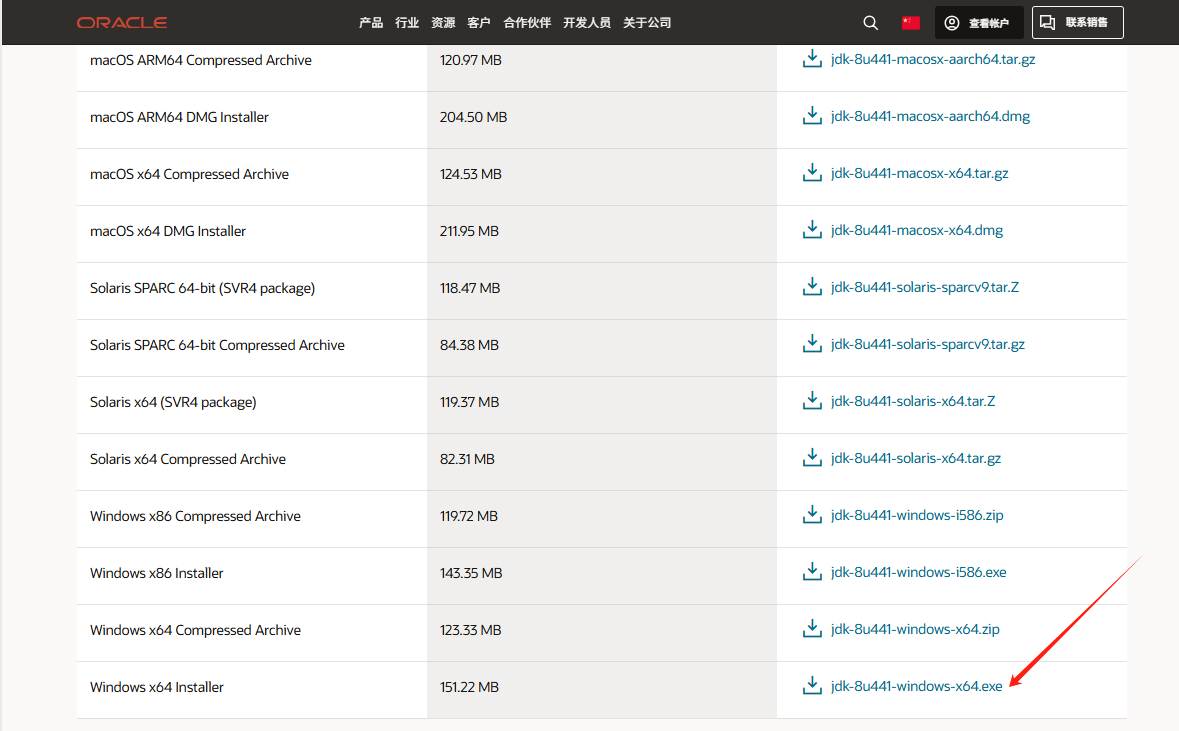 ORACLE 产品 行业 资源 客户 合作伙伴 开发人员 关于公司 查看帐户 联系销售
macOS ARM64 Compressed Archive 120.97 MB jdk-8u441-macosx-aarch64.tar.gz
macOS ARM64 DMG Installer 204.50 MB jdk-8u441-macosx-aarch64.dmg
macOS x64 Compressed Archive 124.53 MB jdk-8u441-macosx-x64.tar.gz
macOS x64 DMG Installer 211.95 MB jdk-8u441-macosx-x64.dmg
Solaris SPARC 64-bit (SVR4 package) 118.47 MB jdk-8u441-solaris-sparcv9.tar.Z
Solaris SPARC 64-bit Compressed Archive 84.38 MB jdk-8u441-solaris-sparcv9.tar.gz
Solaris x64 (SVR4 package) 119.37 MB jdk-8u441-solaris-x64.tar.Z
Solaris x64 Compressed Archive 82.31 MB jdk-8u441-solaris-x64.tar.gz
Windows x86 Compressed Archive 119.72 MB jdk-8u441-windows-i586.zip
Windows x86 Installer 143.35 MB jdk-8u441-windows-i586.exe
Windows x64 Compressed Archive 123.33 MB jdk-8u441-windows-x64.zip
Windows x64 Installer 151.22 MB jdk-8u441-windows-x64.exe